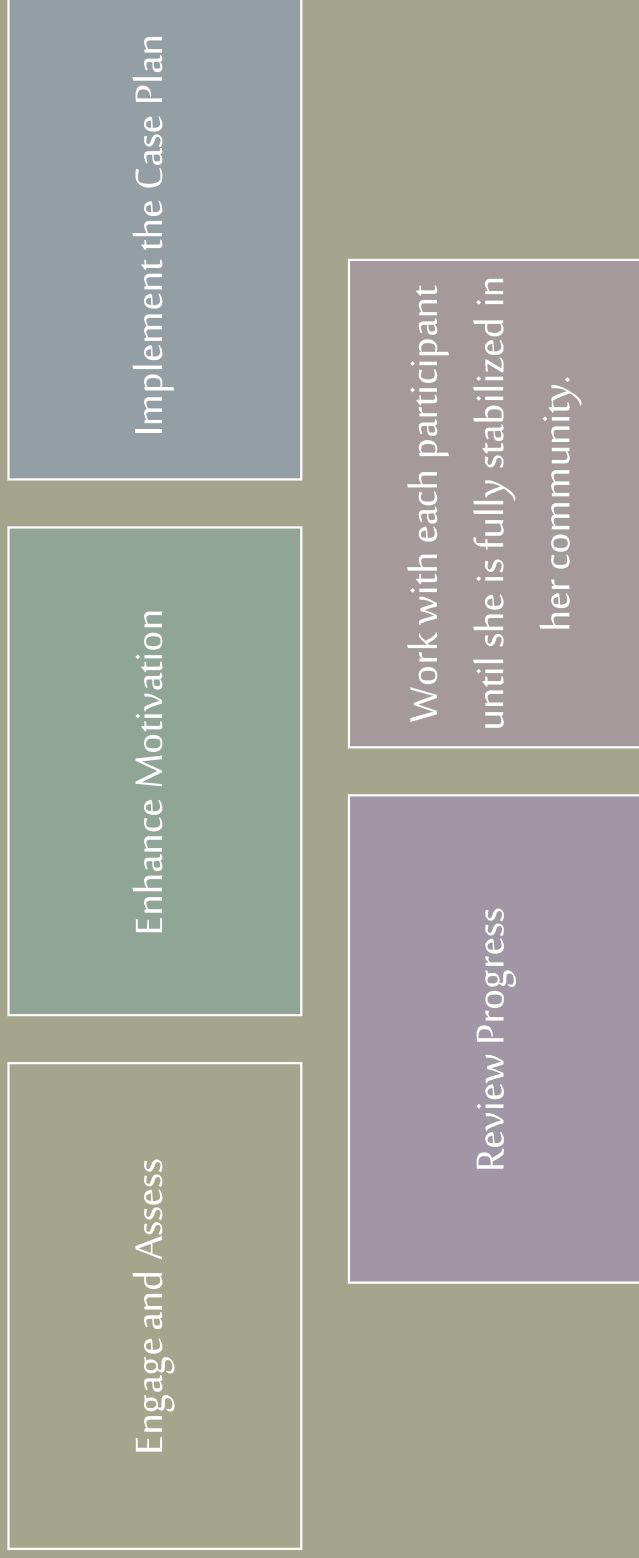 Engage and Assess
Enhance Motivation
Implement the Case Plan
Review Progress
Work with each participant
until she is fully stabilized in
her community.